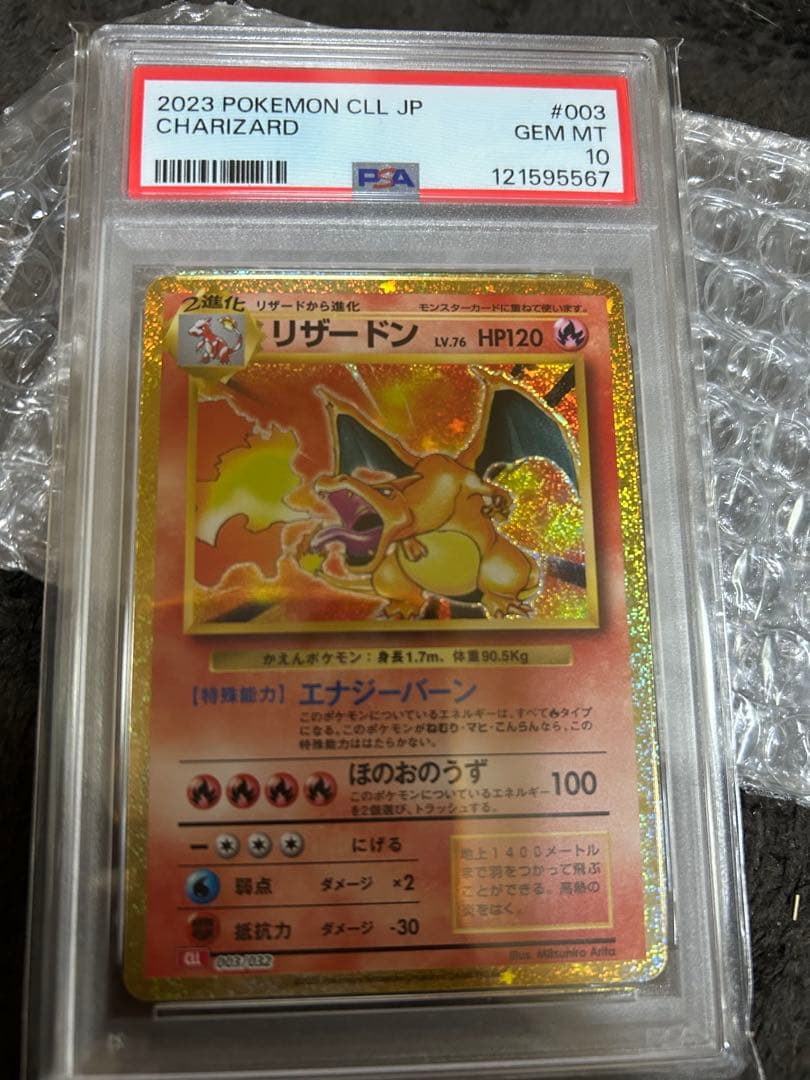 2023 POKEMON CLL JP #003
CHARIZARD GEM MT
10
PSA 121595567
2進化 リザードから進化 モンスターカードに重ねて使います。
リザードン LV.76 HP120
かえんポケモン：身長1.7m、体重90.5Kg
【特殊能力】エナジーバーン
このポケモンについているエネルギーは、すべて🔥タイプ
になる。このポケモンがねむり・マヒ・こんらんなら、この
特殊能力ははたらかない。
ほのおのうず 100
このポケモンについているエネルギー
を2個選び、トラッシュする。
にげる
弱点 ダメージ ×2
抵抗力 ダメージ -30
地上1400メートル
まで羽をつかって飛ぶ
ことができる。高熱の
炎をはく。
Illus. Mitsuhiro Arita
CLL 003/032